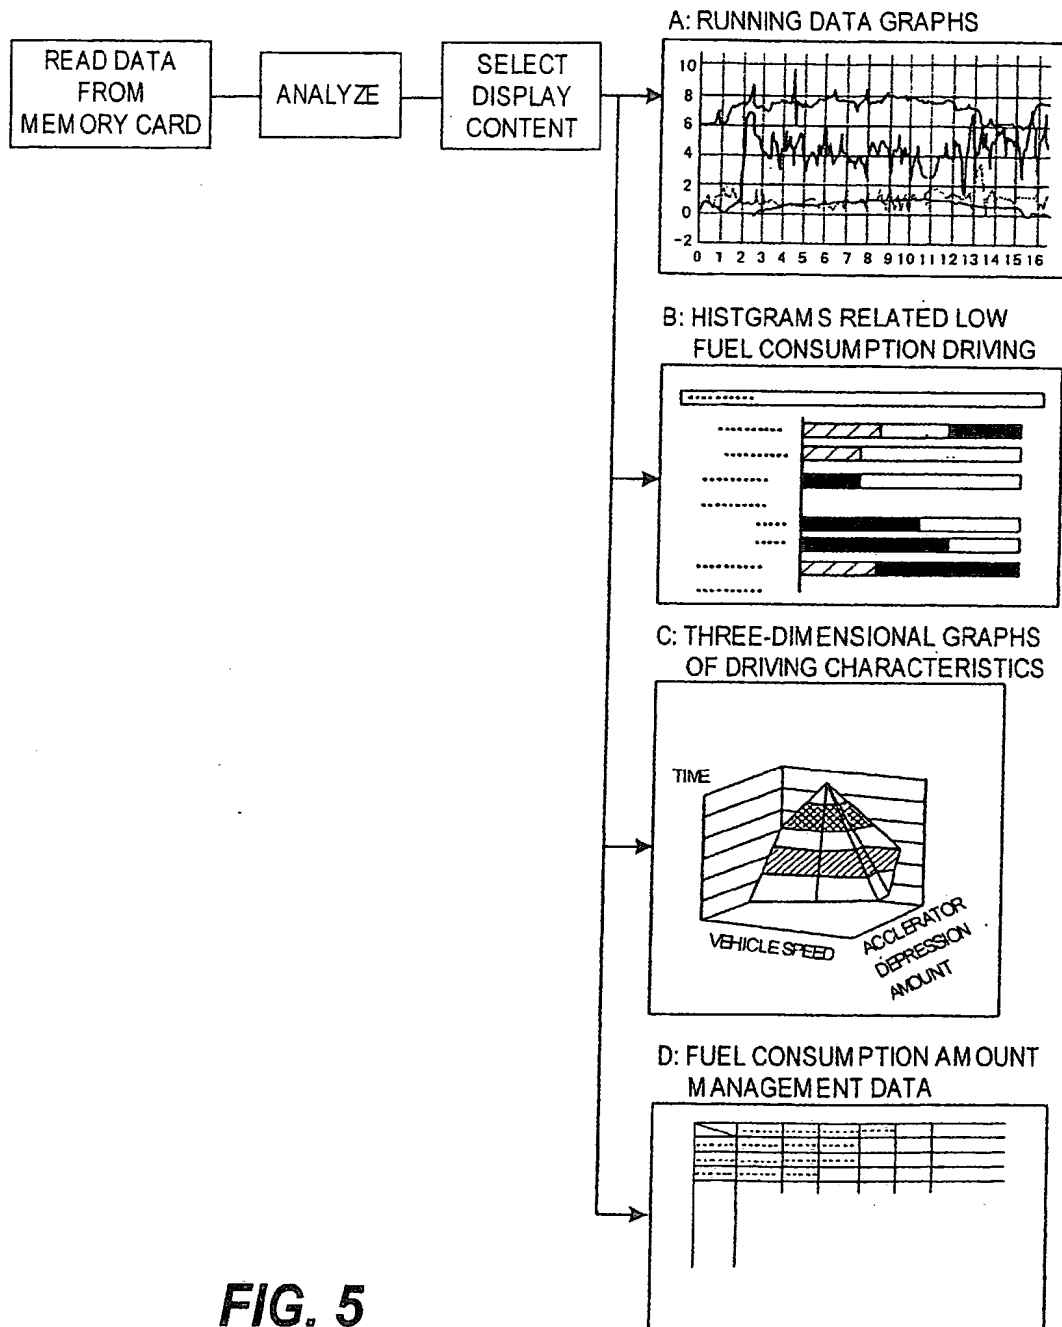 READ DATA
FROM
MEMORY CARD
ANALYZE
SELECT
DISPLAY
CONTENT
A: RUNNING DATA GRAPHS
10
8
6
4
2
0
-2
0 1 2 3 4 5 6 7 8 9 10 11 12 13 14 15 16
B: HISTGRAMS RELATED LOW
FUEL CONSUMPTION DRIVING
C: THREE-DIMENSIONAL GRAPHS
OF DRIVING CHARACTERISTICS
TIME
VEHICLE SPEED
ACCLERATOR
DEPRESSION
AMOUNT
D: FUEL CONSUMPTION AMOUNT
MANAGEMENT DATA
FIG. 5